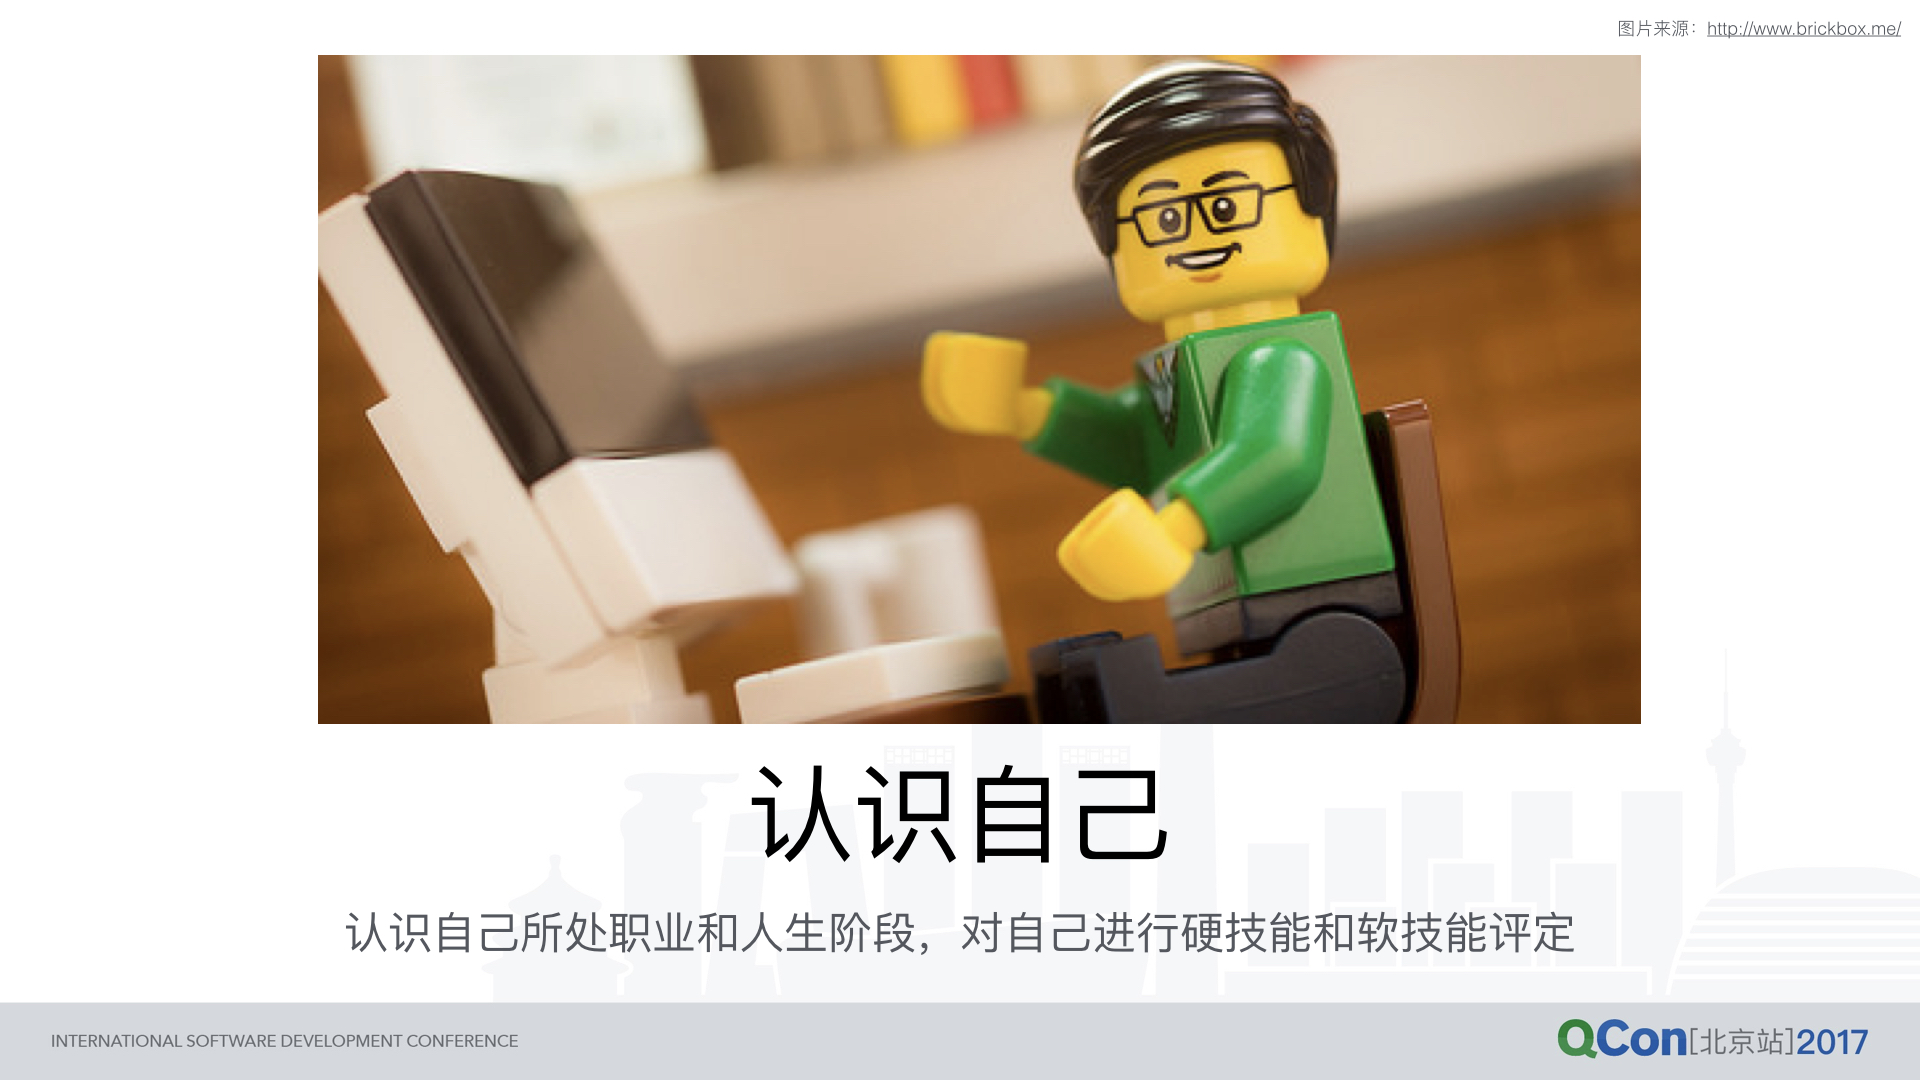 图片来源：http://www.brickbox.me/
认识自己
认识自己所处职业和人生阶段，对自己进行硬技能和软技能评定
INTERNATIONAL SOFTWARE DEVELOPMENT CONFERENCE
QCon[北京站]2017